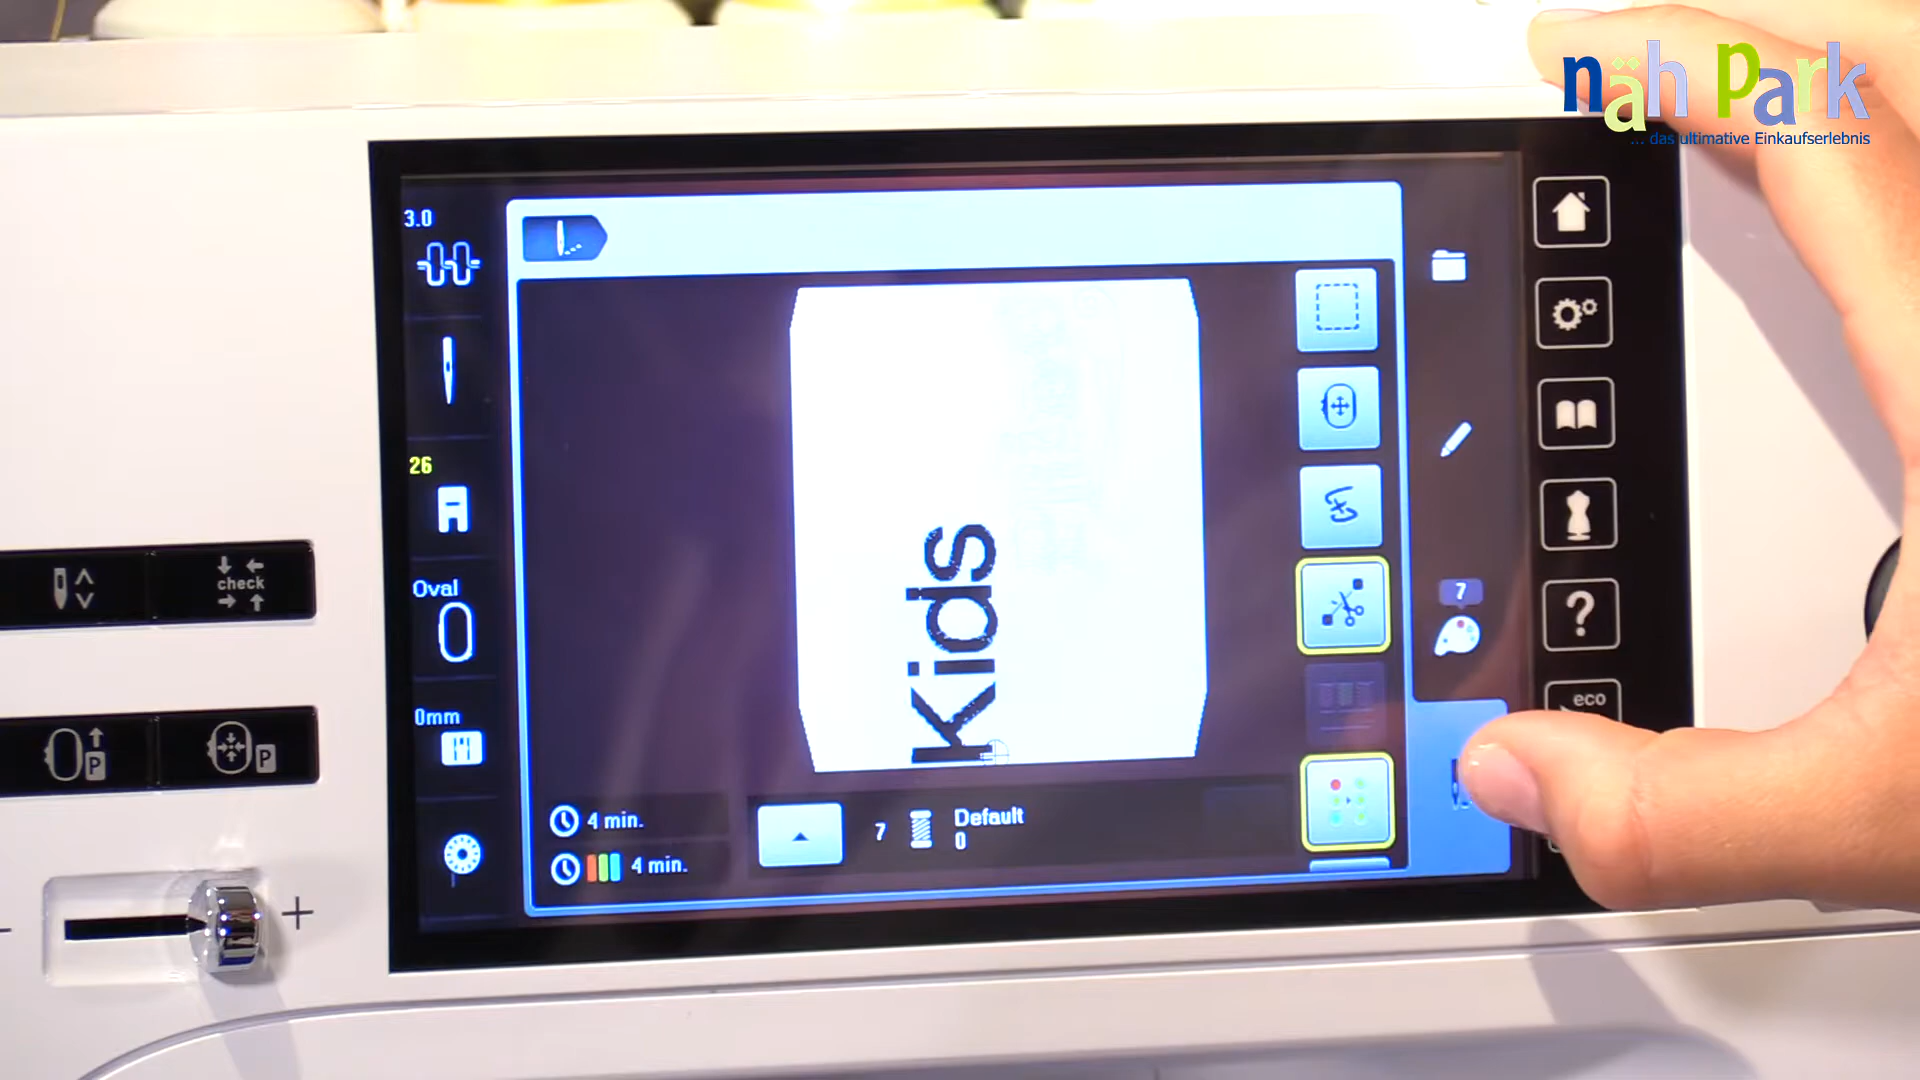 näh Park
... das ultimative Einkaufserlebnis
3.0
26
Oval
0mm
check
P
P
- +
kids
4 min.
4 min.
7
Default
0
7
eco